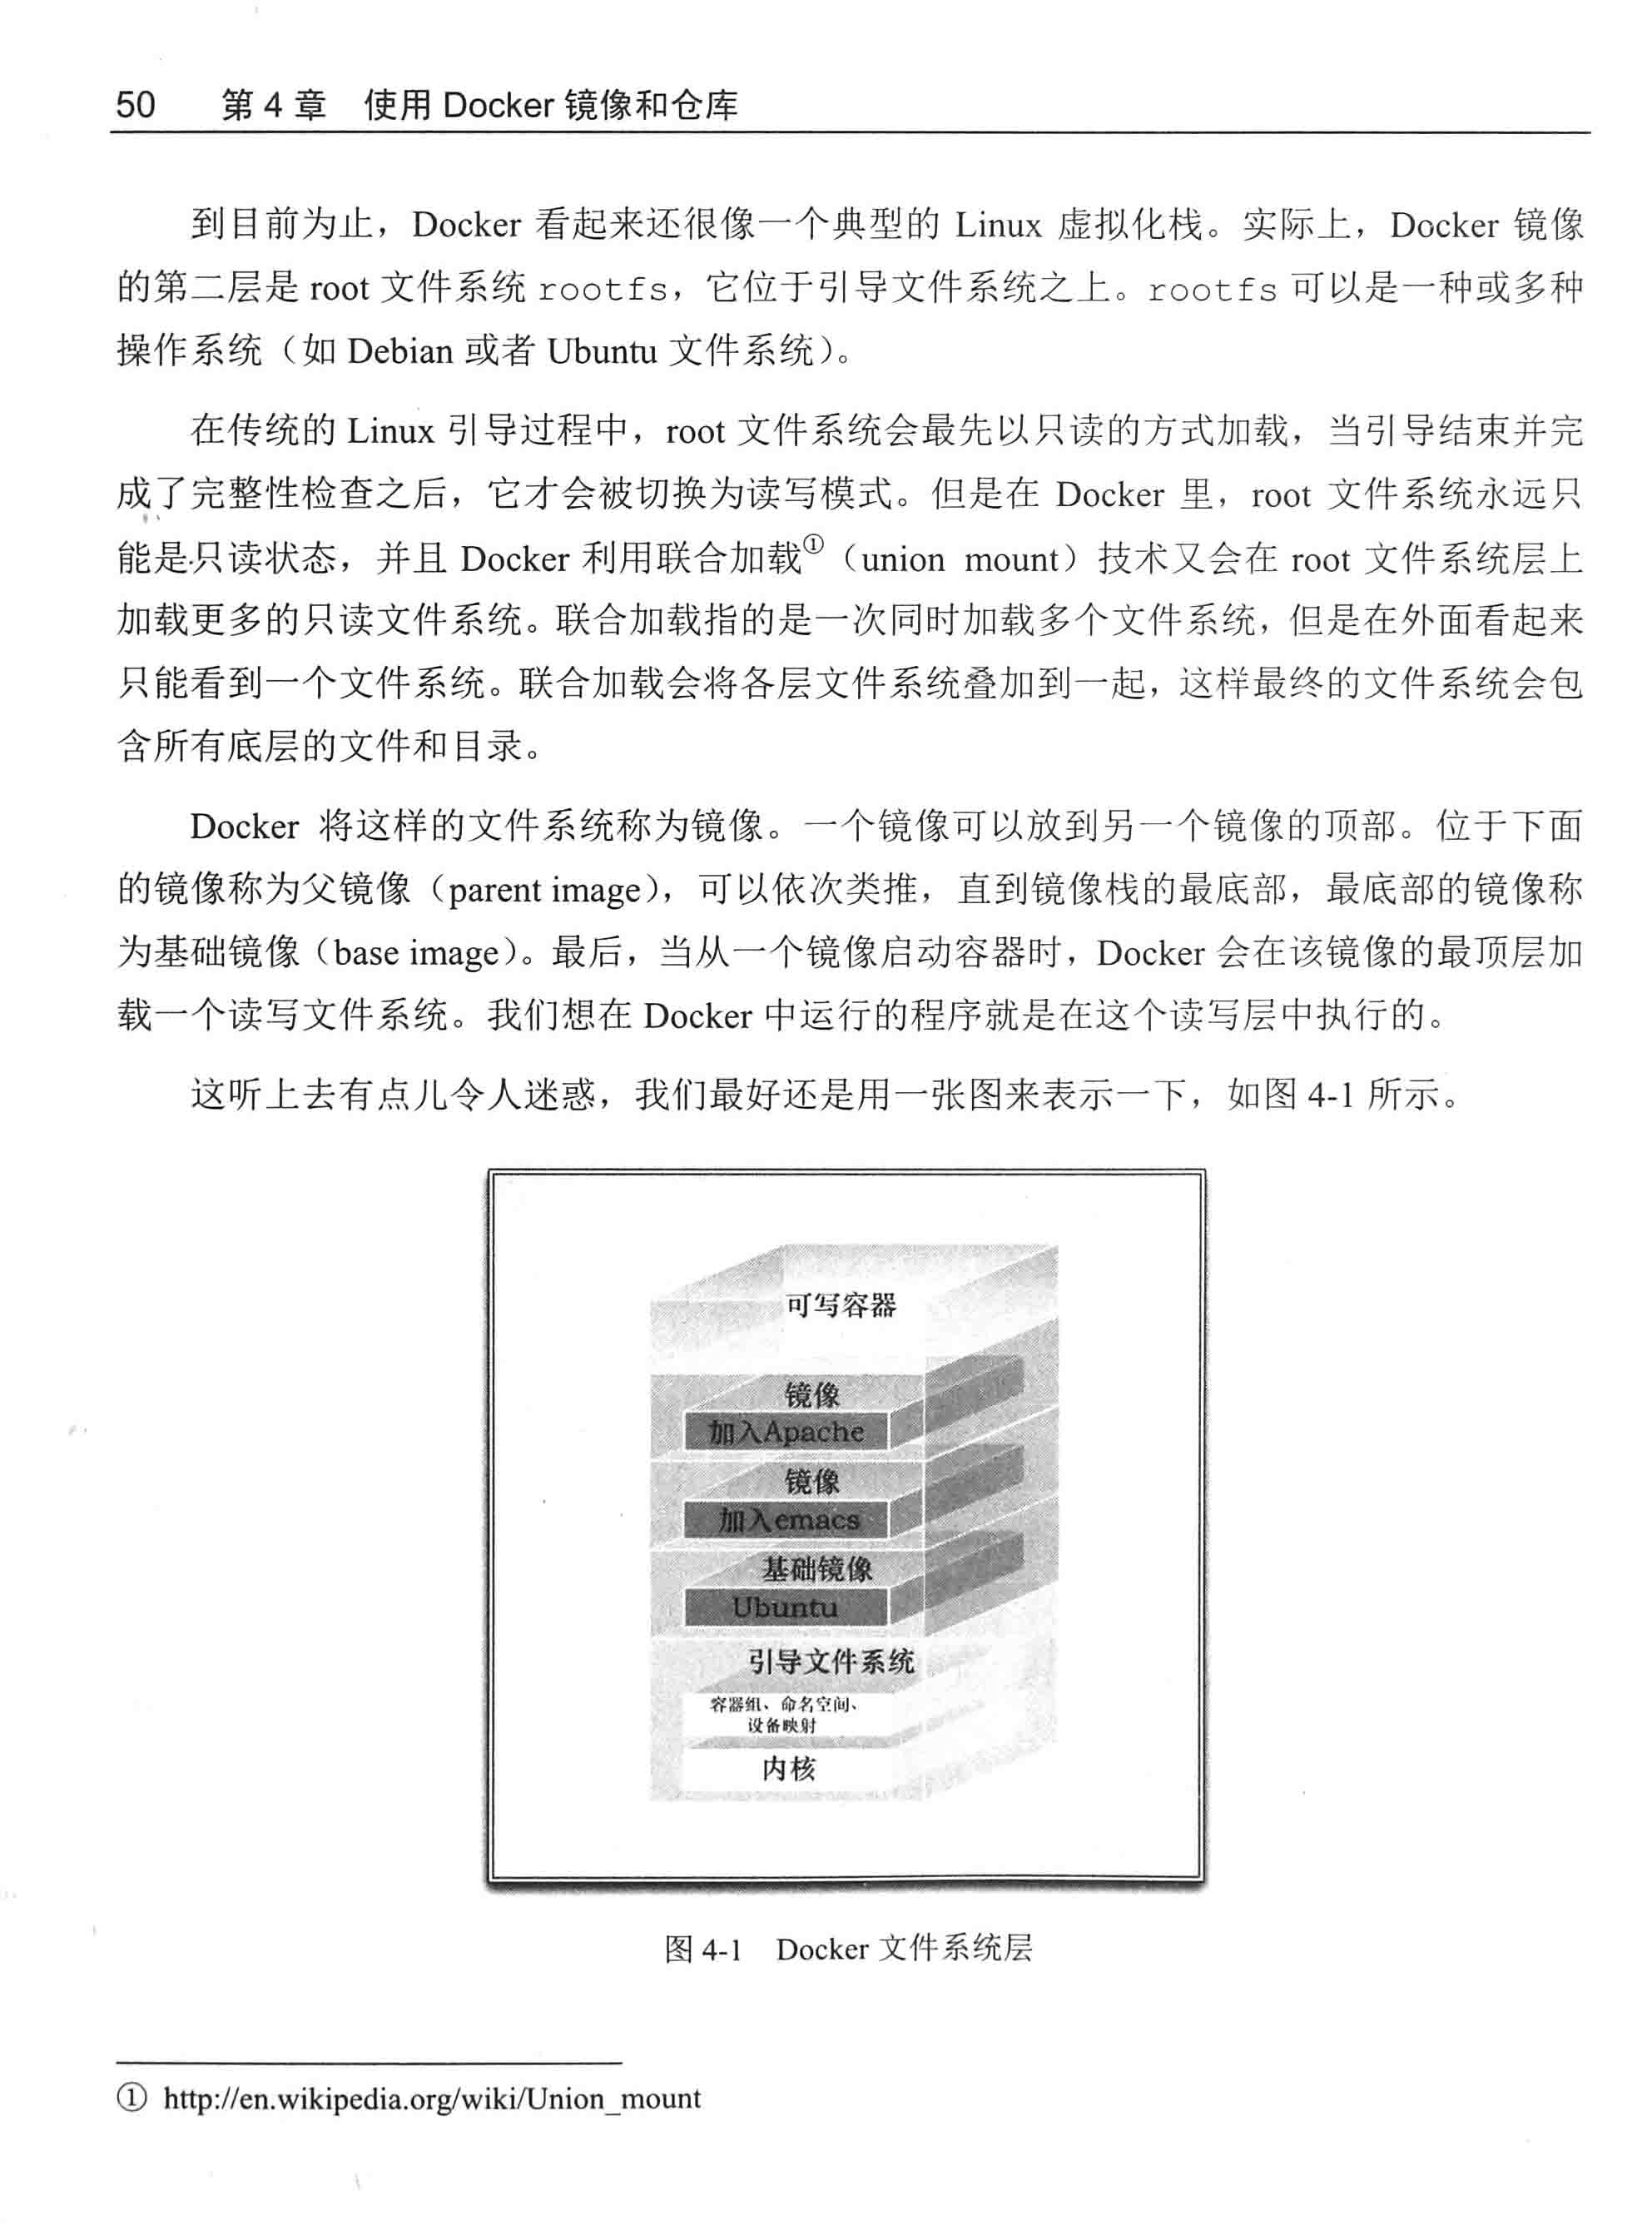 50 第 4 章 使用 Docker 镜像和仓库
到目前为止，Docker 看起来还很像一个典型的 Linux 虚拟化栈。实际上，Docker 镜像
的第二层是 root 文件系统 rootfs，它位于引导文件系统之上。rootfs 可以是一种或多种
操作系统（如 Debian 或者 Ubuntu 文件系统）。
在传统的 Linux 引导过程中，root 文件系统会最先以只读的方式加载，当引导结束并完
成了完整性检查之后，它才会被切换为读写模式。但是在 Docker 里，root 文件系统永远只
能是只读状态，并且 Docker 利用联合加载①（union mount）技术又会在 root 文件系统层上
加载更多的只读文件系统。联合加载指的是一次同时加载多个文件系统，但是在外面看起来
只能看到一个文件系统。联合加载会将各层文件系统叠加到一起，这样最终的文件系统会包
含所有底层的文件和目录。
Docker 将这样的文件系统称为镜像。一个镜像可以放到另一个镜像的顶部。位于下面
的镜像称为父镜像（parent image），可以依次类推，直到镜像栈的最底部，最底部的镜像称
为基础镜像（base image）。最后，当从一个镜像启动容器时，Docker 会在该镜像的最顶层加
载一个读写文件系统。我们想在 Docker 中运行的程序就是在这个读写层中执行的。
这听上去有点儿令人迷惑，我们最好还是用一张图来表示一下，如图 4-1 所示。
可写容器
镜像
加入Apache
镜像
加入emacs
基础镜像
Ubuntu
引导文件系统
容器组、命名空间、
设备映射
内核
图 4-1 Docker 文件系统层
① http://en.wikipedia.org/wiki/Union_mount